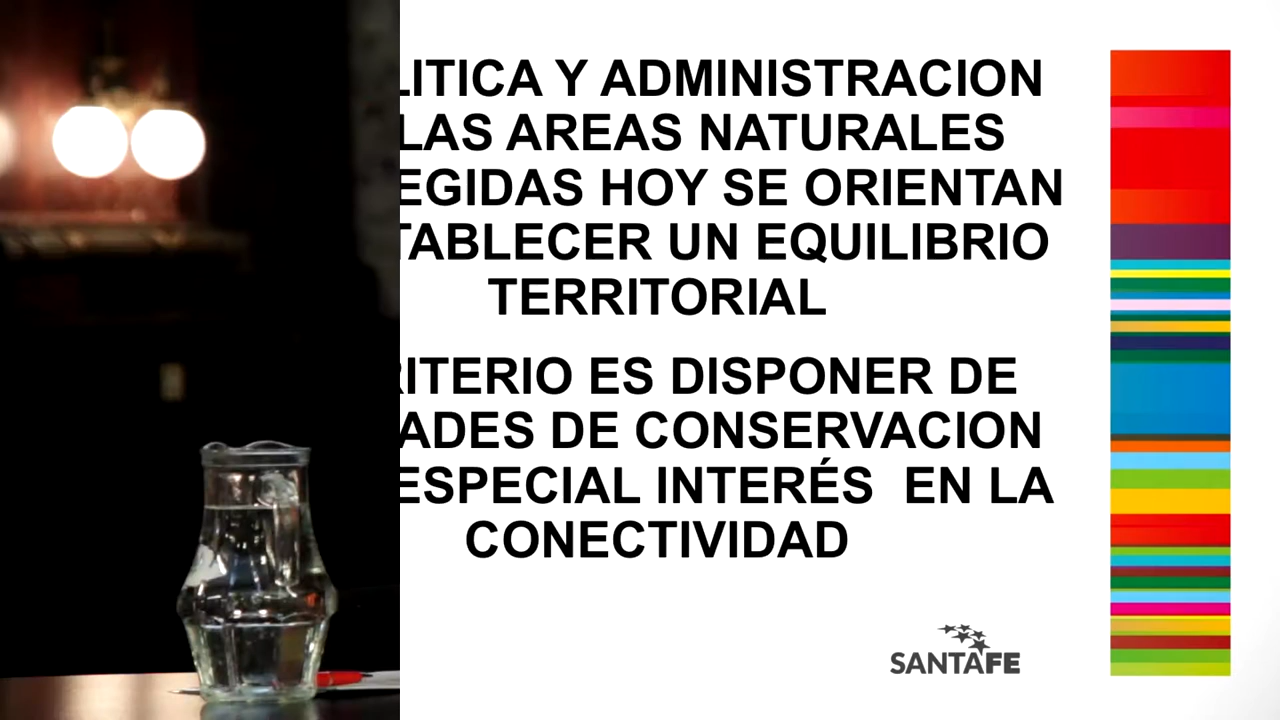 LITICA Y ADMINISTRACION
LAS AREAS NATURALES
EGIDAS HOY SE ORIENTAN
TABLECER UN EQUILIBRIO
TERRITORIAL
RITERIO ES DISPONER DE
ADES DE CONSERVACION
ESPECIAL INTERÉS EN LA
CONECTIVIDAD
SANTAFE